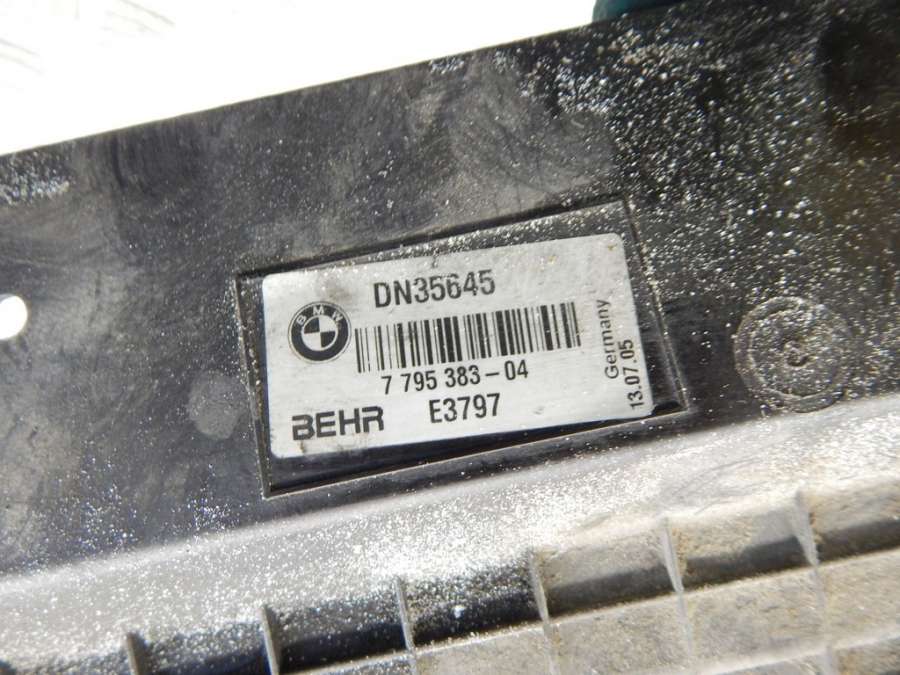 DN35645
BMW
7 795 383-04
BEHR
E3797
Germany
13.07.05